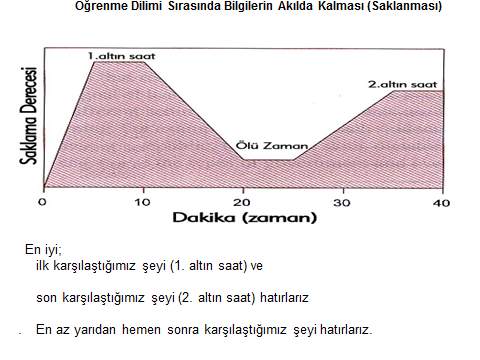 Öğrenme Dilimi Sırasında Bilgilerin Akılda Kalması (Saklanması)
1.altın saat
2.altın saat
Ölü Zaman
Saklama Derecesi
0 10 20 30 40
Dakika (zaman)
En iyi;
ilk karşılaştığımız şeyi (1. altın saat) ve
son karşılaştığımız şeyi (2. altın saat) hatırlarız
. En az yarıdan hemen sonra karşılaştığımız şeyi hatırlarız.